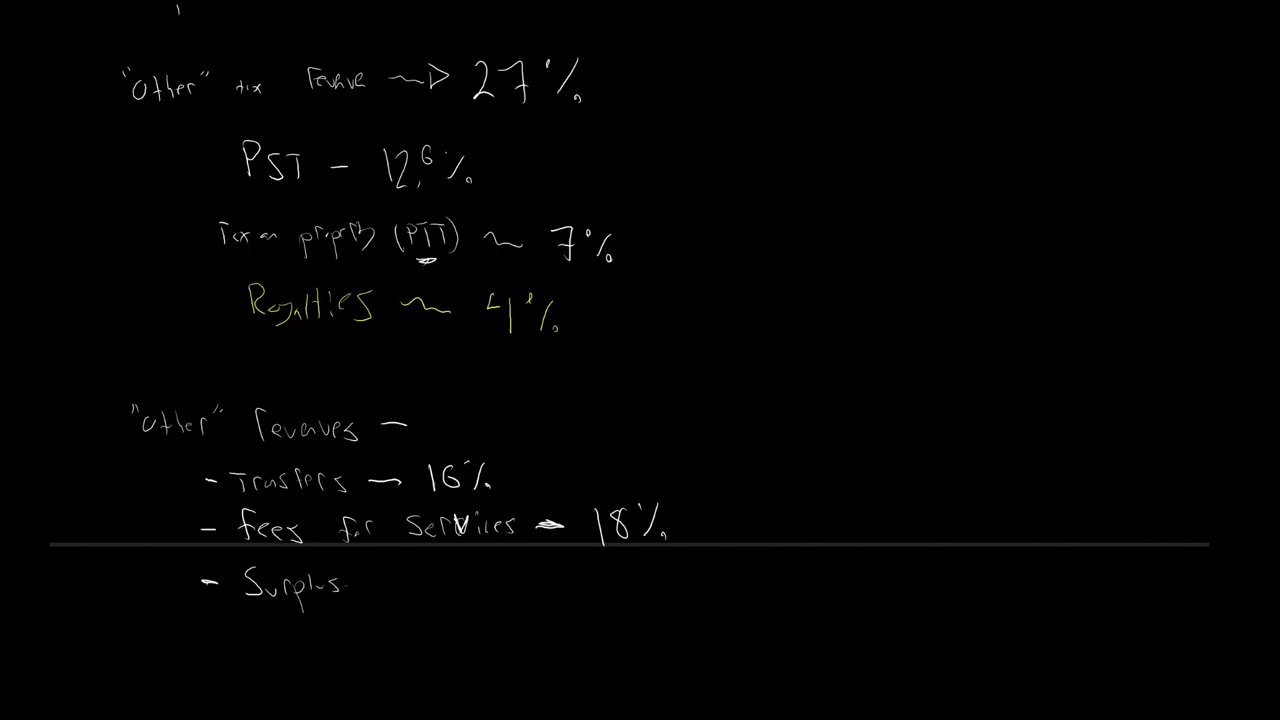 "Other" tax revenue ~> 27%
PST - 12.6%
Tax on property (PTT) ~ 7%
Royalties ~ 4%
"Other" revenues -
- Trasfers - 16%
- Fees for services - 18%
- Surplus